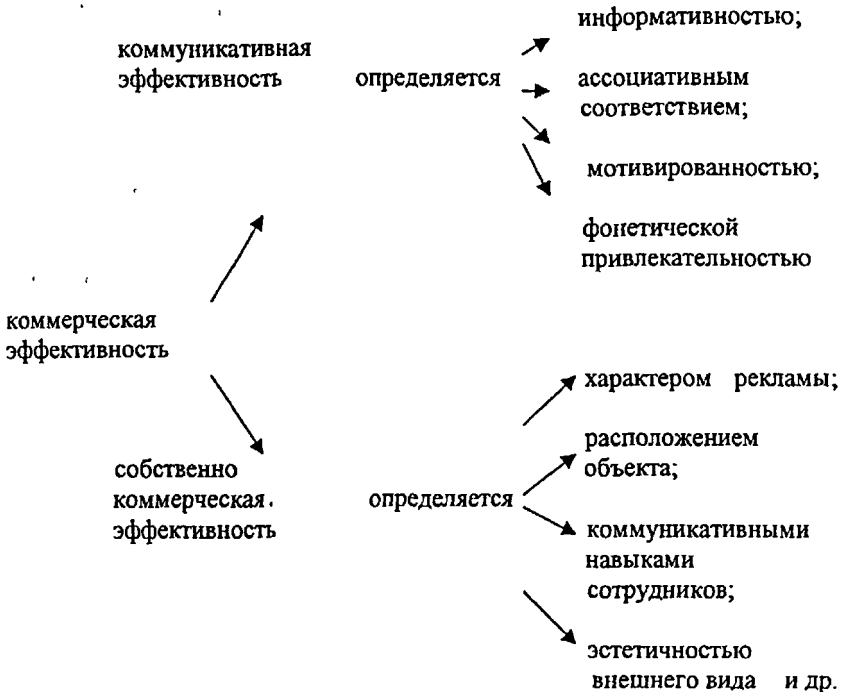 информативностью;
коммуникативная
эффективность определяется
ассоциативным
соответствием;
мотивированностью;
фонетической
привлекательностью
коммерческая
эффективность
характером рекламы;
расположением
объекта;
собственно
коммерческая.
эффективность
определяется
коммуникативными
навыками
сотрудников;
эстетичностью
внешнего вида и др.